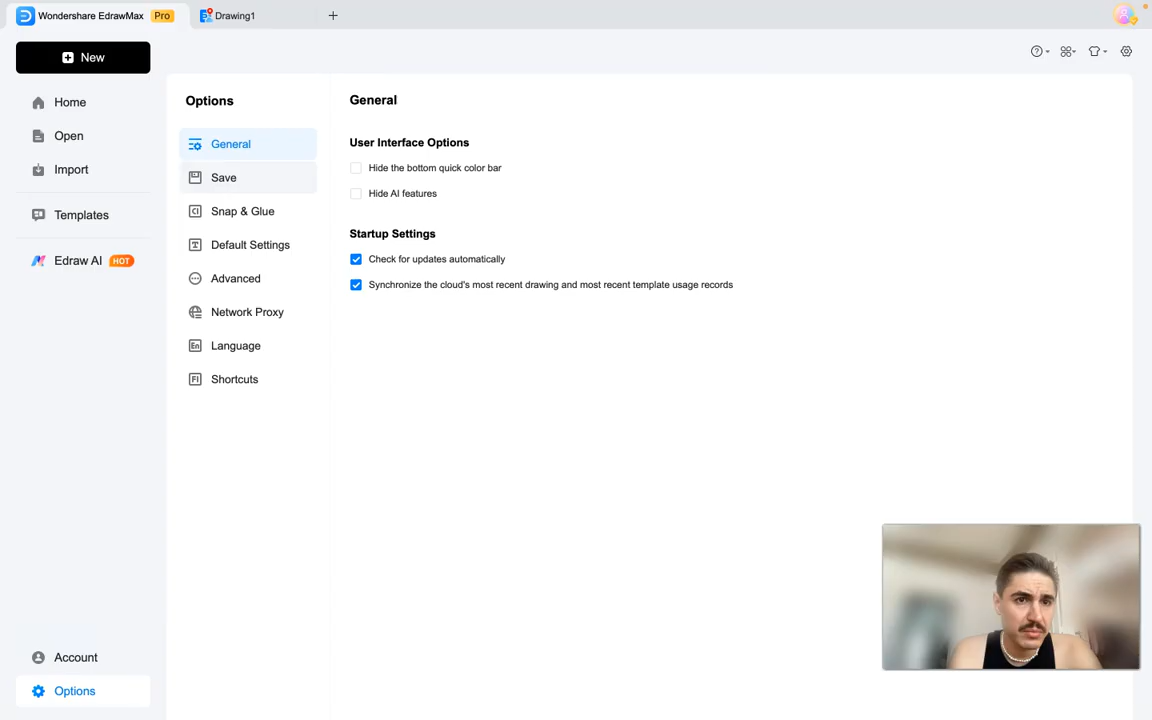 Wondershare EdrawMax Pro
Drawing1
New
Home
Open
Import
Templates
Edraw AI HOT
Account
Options
Options
General
Save
Snap & Glue
Default Settings
Advanced
Network Proxy
Language
Shortcuts
General
User Interface Options
Hide the bottom quick color bar
Hide AI features
Startup Settings
Check for updates automatically
Synchronize the cloud's most recent drawing and most recent template usage records